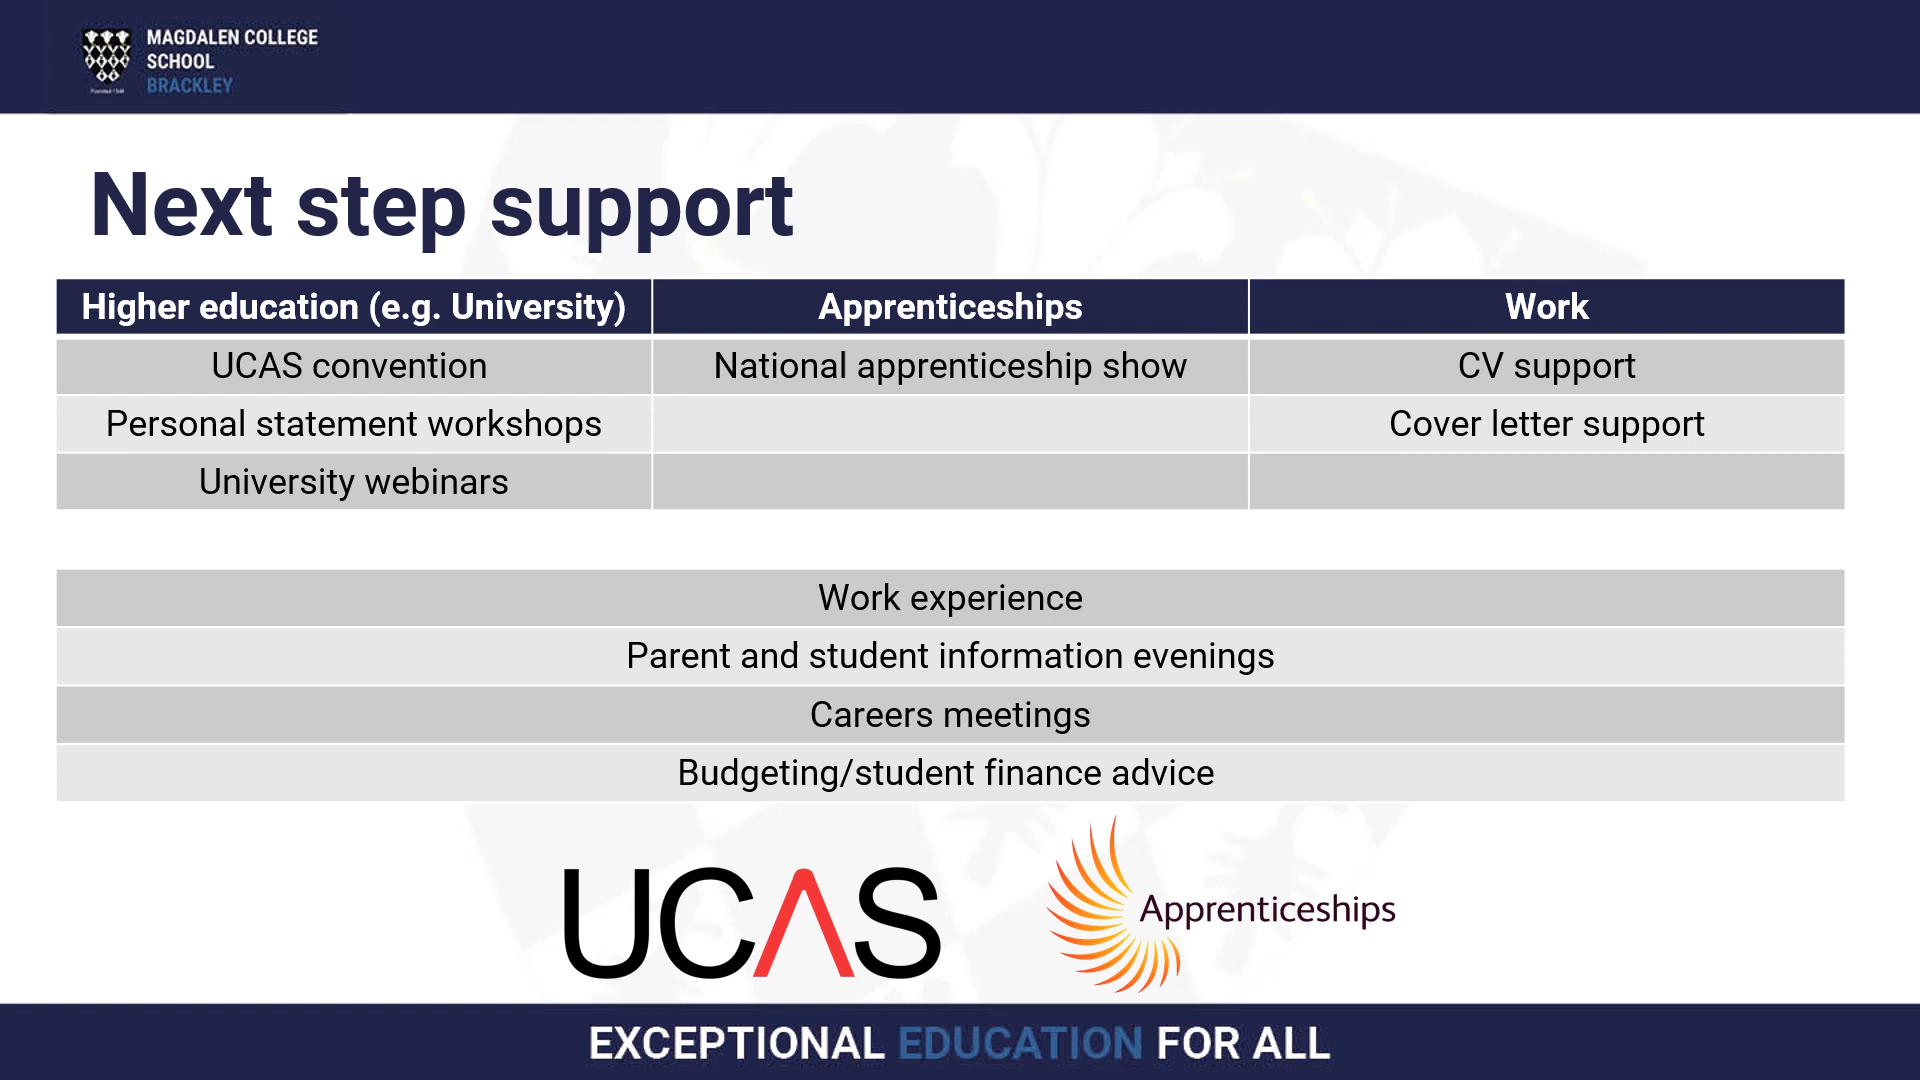 MAGDALEN COLLEGE
SCHOOL
BRACKLEY
Founded 1548
Next step support
Higher education (e.g. University) Apprenticeships Work
UCAS convention National apprenticeship show CV support
Personal statement workshops Cover letter support
University webinars
Work experience
Parent and student information evenings
Careers meetings
Budgeting/student finance advice
UCAS
Apprenticeships
EXCEPTIONAL EDUCATION FOR ALL